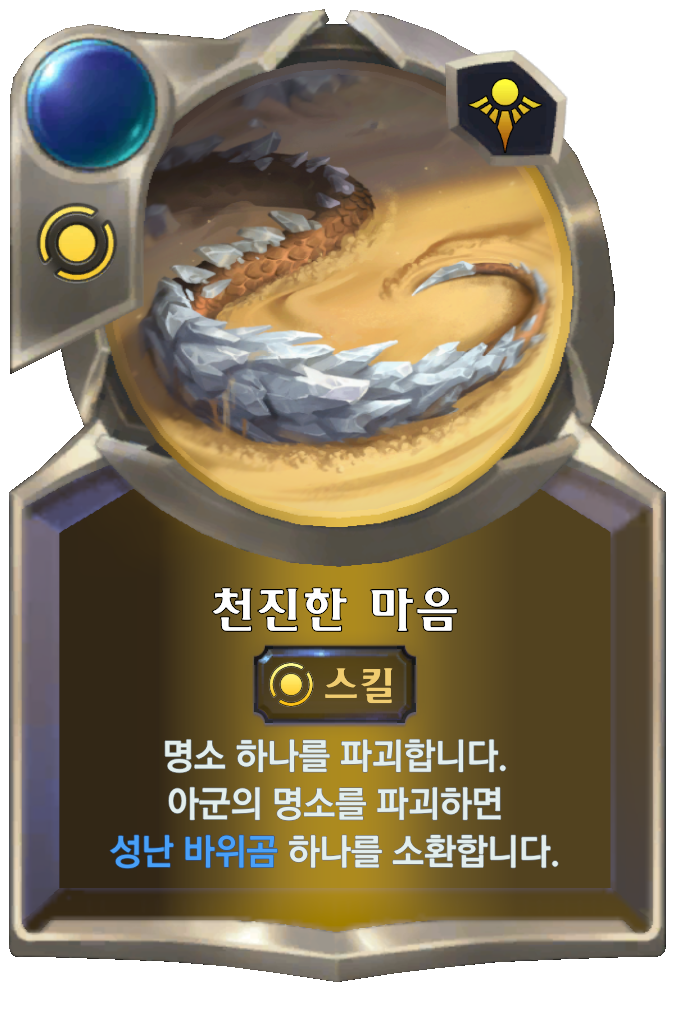 천진한 마음
스킬
명소 하나를 파괴합니다.
아군의 명소를 파괴하면
성난 바위곰 하나를 소환합니다.